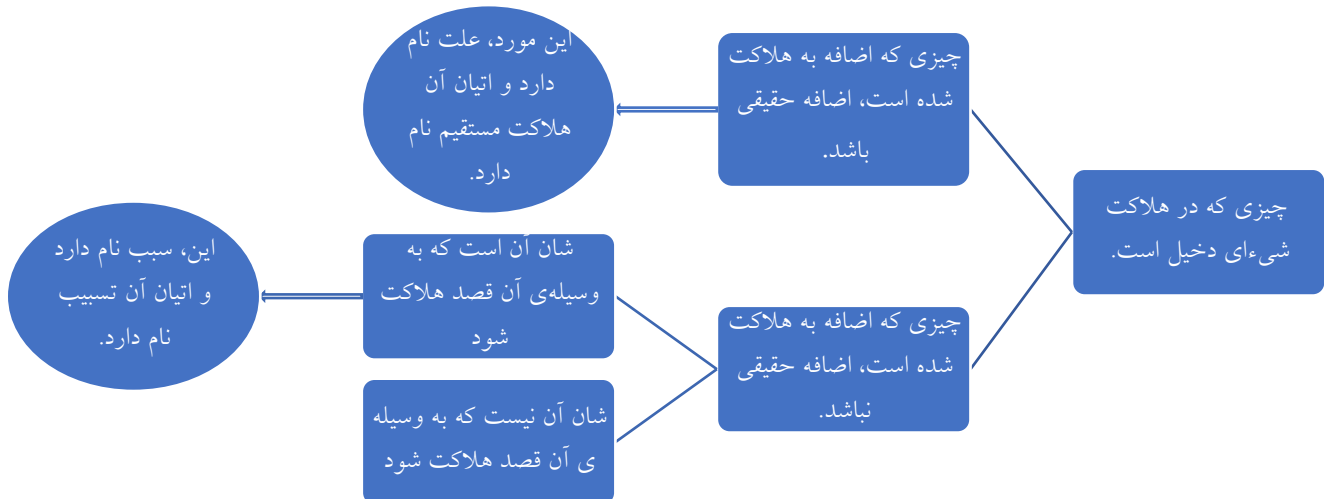 چیزی که در هلاکت
شیءای دخیل است.
چیزی که اضافه به هلاکت
شده است، اضافه حقیقی
باشد.
این مورد، علت نام
دارد و اتیان آن
هلاکت مستقیم نام
دارد.
چیزی که اضافه به هلاکت
شده است، اضافه حقیقی
نباشد.
شان آن است که به
وسیله‌ی آن قصد هلاکت
شود
این، سبب نام دارد
و اتیان آن تسبیب
نام دارد.
شان آن نیست که به وسیله
ی آن قصد هلاکت شود